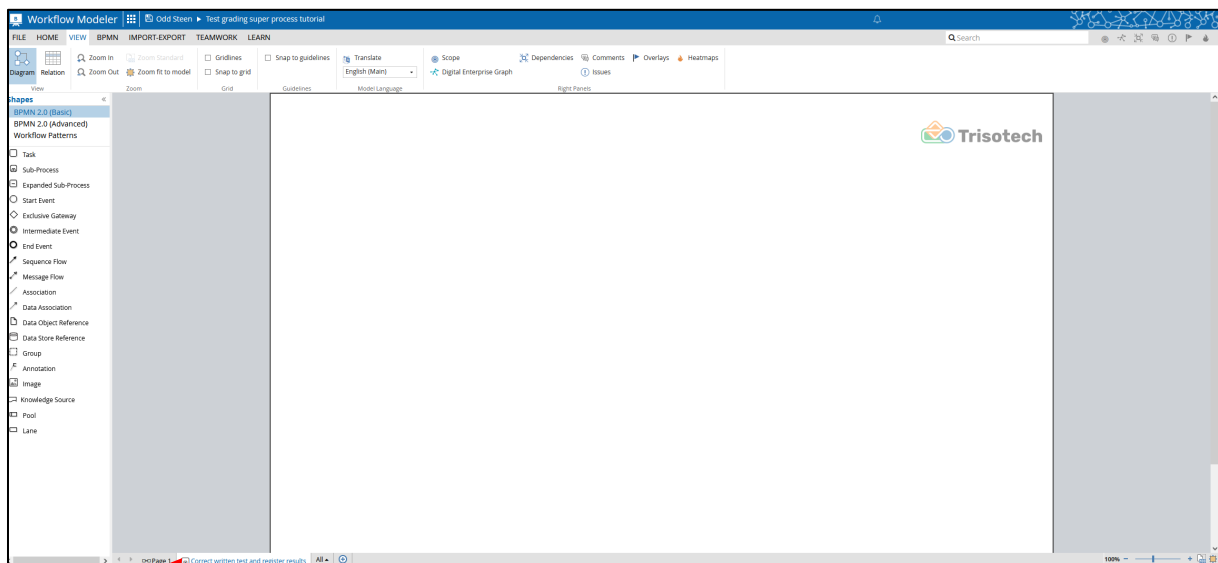 Workflow Modeler Odd Steen ▶ Test grading super process tutorial
FILE HOME VIEW BPMN IMPORT-EXPORT TEAMWORK LEARN Search
Diagram Relation
View
Zoom In Zoom Standard
Zoom Out Zoom fit to model
Zoom
Gridlines
Snap to grid
Grid
Snap to guidelines
Guidelines
Translate
English (Main)
Model Language
Scope Dependencies Comments Overlays Heatmaps
Digital Enterprise Graph Issues
Right Panels
Shapes «
BPMN 2.0 (Basic)
BPMN 2.0 (Advanced)
Workflow Patterns
Task
Sub-Process
Expanded Sub-Process
Start Event
Exclusive Gateway
Intermediate Event
End Event
Sequence Flow
Message Flow
Association
Data Association
Data Object Reference
Data Store Reference
Group
Annotation
Image
Knowledge Source
Pool
Lane
Trisotech
Page 1 Correct written test and register results All 100% − +